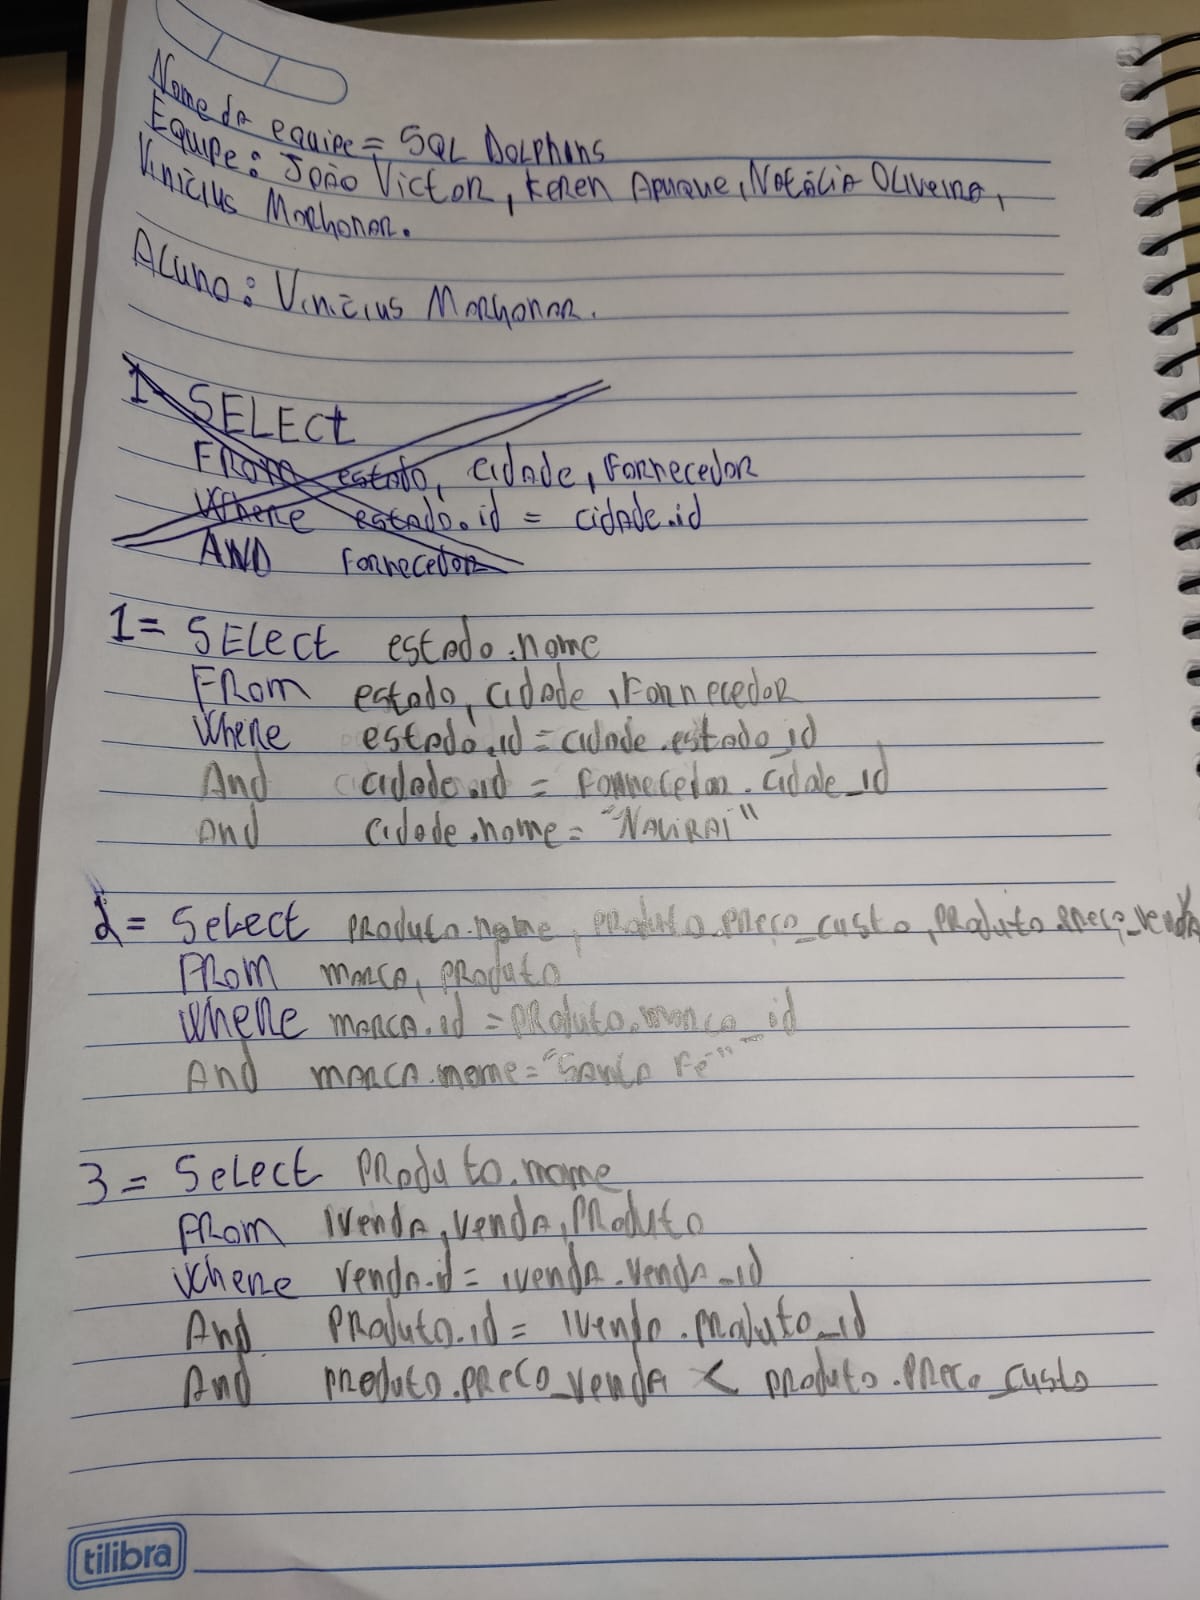 Nome da equipe = SQL Dolphins
Equipe: João Victor, Keren Apuque, Natália Oliveira,
Vinicius Marhonar.
Aluno: Vinicius Marhonar.
1- SELECt
FROM estado, cidade, Fornecedor
Where estado.id = cidade.id
AND Fornecedor
1= SELect estado.nome
FROM estado, cidade, Fornecedor
Where estado.id = cidade.estado_id
And cidade.id = Fornecedor.cidade_id
And cidade.nome = "NAVIRAI"
2= Select produto.nome, produto.preco_custo, produto.preco_venda
FROM marca, produto
Where marca.id = produto.marca_id
And marca.nome = "Santa Fé"
3= Select Produto.nome
From ivenda, venda, Produto
Where venda.id = ivenda.venda_id
And Produto.id = ivenda.produto_id
And produto.preco_venda < produto.preco_custo
tilibra